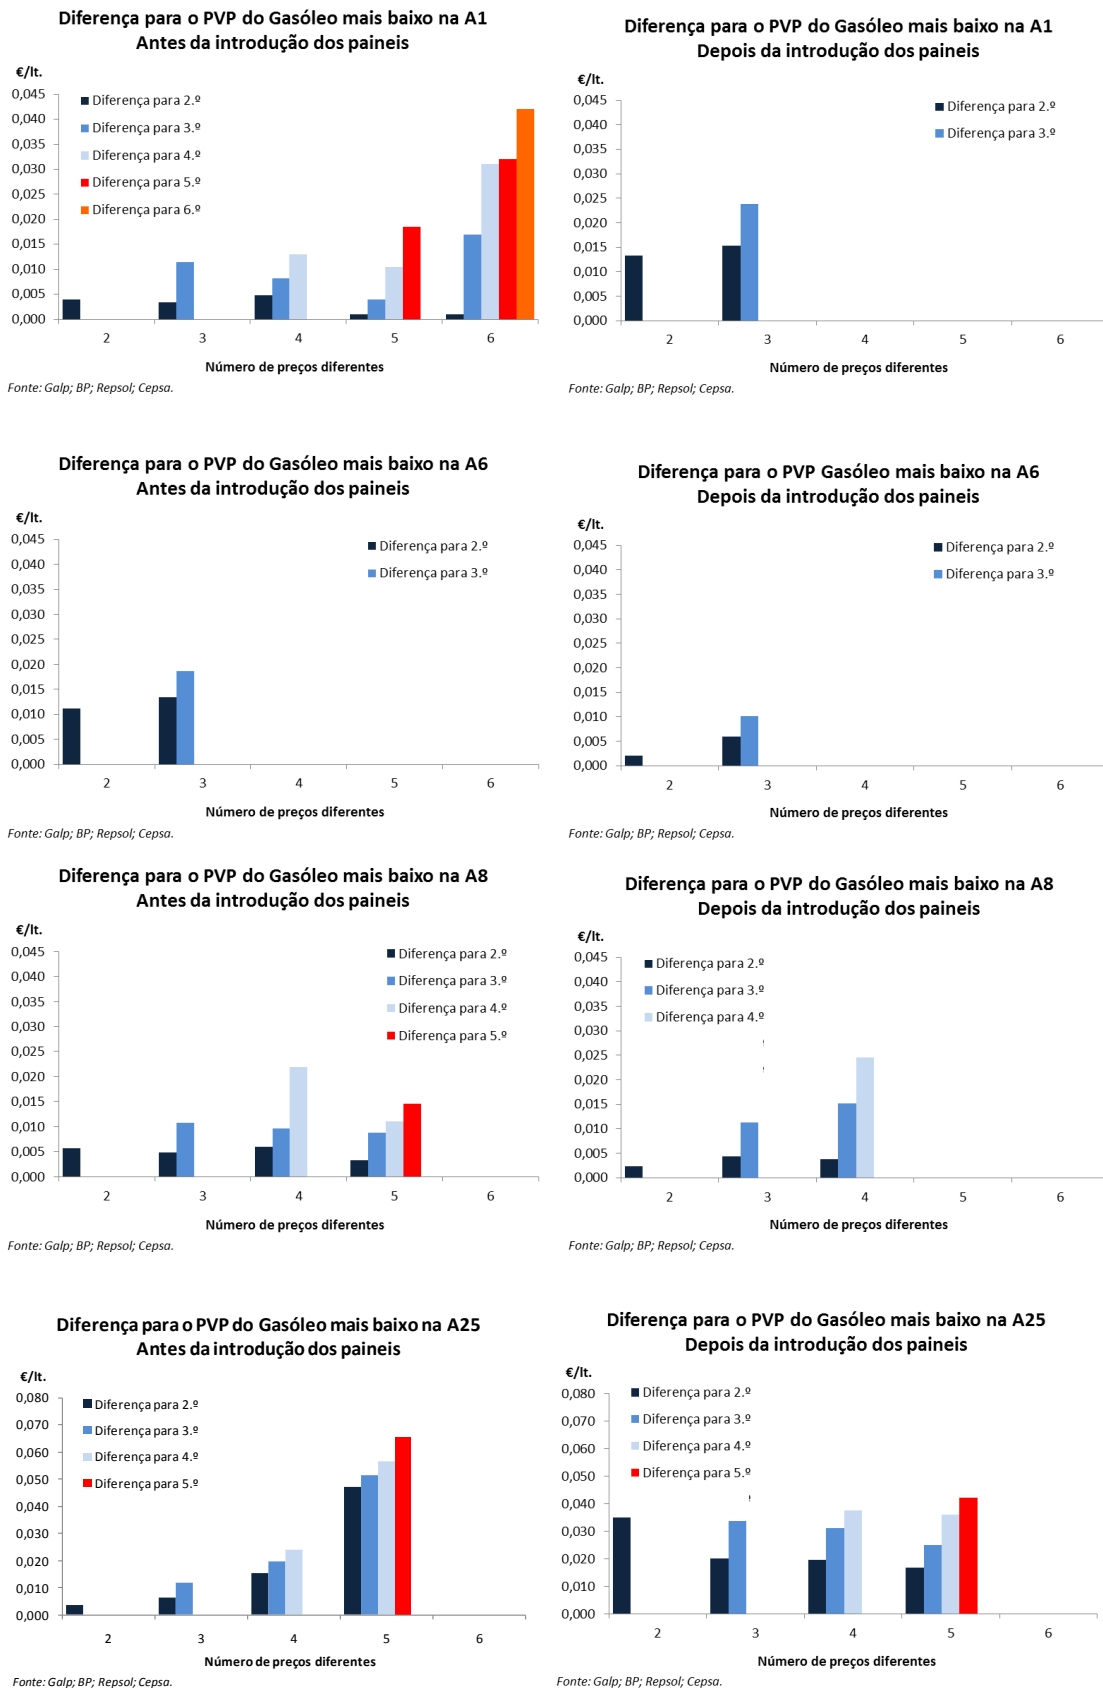 Diferença para o PVP do Gasóleo mais baixo na A1
Antes da introdução dos paineis
€/lt.
0,045
0,040
0,035
0,030
0,025
0,020
0,015
0,010
0,005
0,000
Diferença para 2.º
Diferença para 3.º
Diferença para 4.º
Diferença para 5.º
Diferença para 6.º
2 3 4 5 6
Número de preços diferentes
Fonte: Galp; BP; Repsol; Cepsa.
Diferença para o PVP do Gasóleo mais baixo na A1
Depois da introdução dos paineis
€/lt.
0,045
0,040
0,035
0,030
0,025
0,020
0,015
0,010
0,005
0,000
Diferença para 2.º
Diferença para 3.º
2 3 4 5 6
Número de preços diferentes
Fonte: Galp; BP; Repsol; Cepsa.
Diferença para o PVP do Gasóleo mais baixo na A6
Antes da introdução dos paineis
€/lt.
0,045
0,040
0,035
0,030
0,025
0,020
0,015
0,010
0,005
0,000
Diferença para 2.º
Diferença para 3.º
2 3 4 5 6
Número de preços diferentes
Fonte: Galp; BP; Repsol; Cepsa.
Diferença para o PVP Gasóleo mais baixo na A6
Depois da introdução dos paineis
€/lt.
0,045
0,040
0,035
0,030
0,025
0,020
0,015
0,010
0,005
0,000
Diferença para 2.º
Diferença para 3.º
2 3 4 5 6
Número de preços diferentes
Fonte: Galp; BP; Repsol; Cepsa.
Diferença para o PVP do Gasóleo mais baixo na A8
Antes da introdução dos paineis
€/lt.
0,045
0,040
0,035
0,030
0,025
0,020
0,015
0,010
0,005
0,000
Diferença para 2.º
Diferença para 3.º
Diferença para 4.º
Diferença para 5.º
2 3 4 5 6
Número de preços diferentes
Fonte: Galp; BP; Repsol; Cepsa.
Diferença para o PVP do Gasóleo mais baixo na A8
Depois da introdução dos paineis
€/lt.
0,045
0,040
0,035
0,030
0,025
0,020
0,015
0,010
0,005
0,000
Diferença para 2.º
Diferença para 3.º
Diferença para 4.º
2 3 4 5 6
Número de preços diferentes
Fonte: Galp; BP; Repsol; Cepsa.
Diferença para o PVP do Gasóleo mais baixo na A25
Antes da introdução dos paineis
€/lt.
0,080
0,070
0,060
0,050
0,040
0,030
0,020
0,010
0,000
Diferença para 2.º
Diferença para 3.º
Diferença para 4.º
Diferença para 5.º
2 3 4 5 6
Número de preços diferentes
Fonte: Galp; BP; Repsol; Cepsa.
Diferença para o PVP do Gasóleo mais baixo na A25
Depois da introdução dos paineis
€/lt.
0,080
0,070
0,060
0,050
0,040
0,030
0,020
0,010
0,000
Diferença para 2.º
Diferença para 3.º
Diferença para 4.º
Diferença para 5.º
2 3 4 5 6
Número de preços diferentes
Fonte: Galp; BP; Repsol; Cepsa.